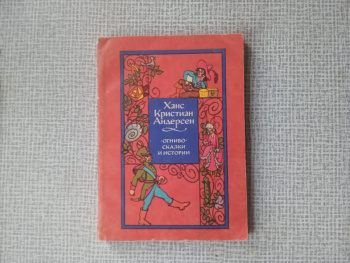 Ханс
Кристиан
Андерсен
·ОГНИВО·
СКАЗКИ
И ИСТОРИИ